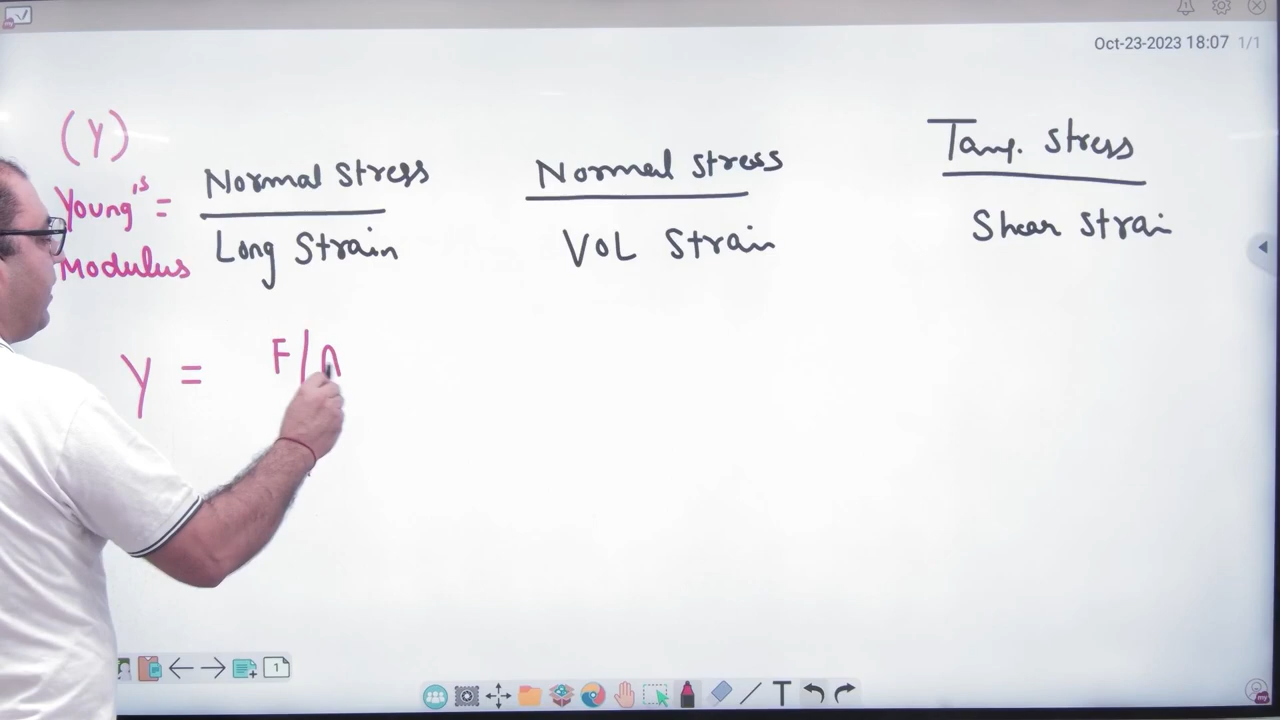 Oct-23-2023 18:07 1/1
(Y)
Young's =
Modulus
Normal Stress
Long Strain
Normal Stress
VOL Strain
Tang. Stress
Shear Strain
Y = F/A
1
T